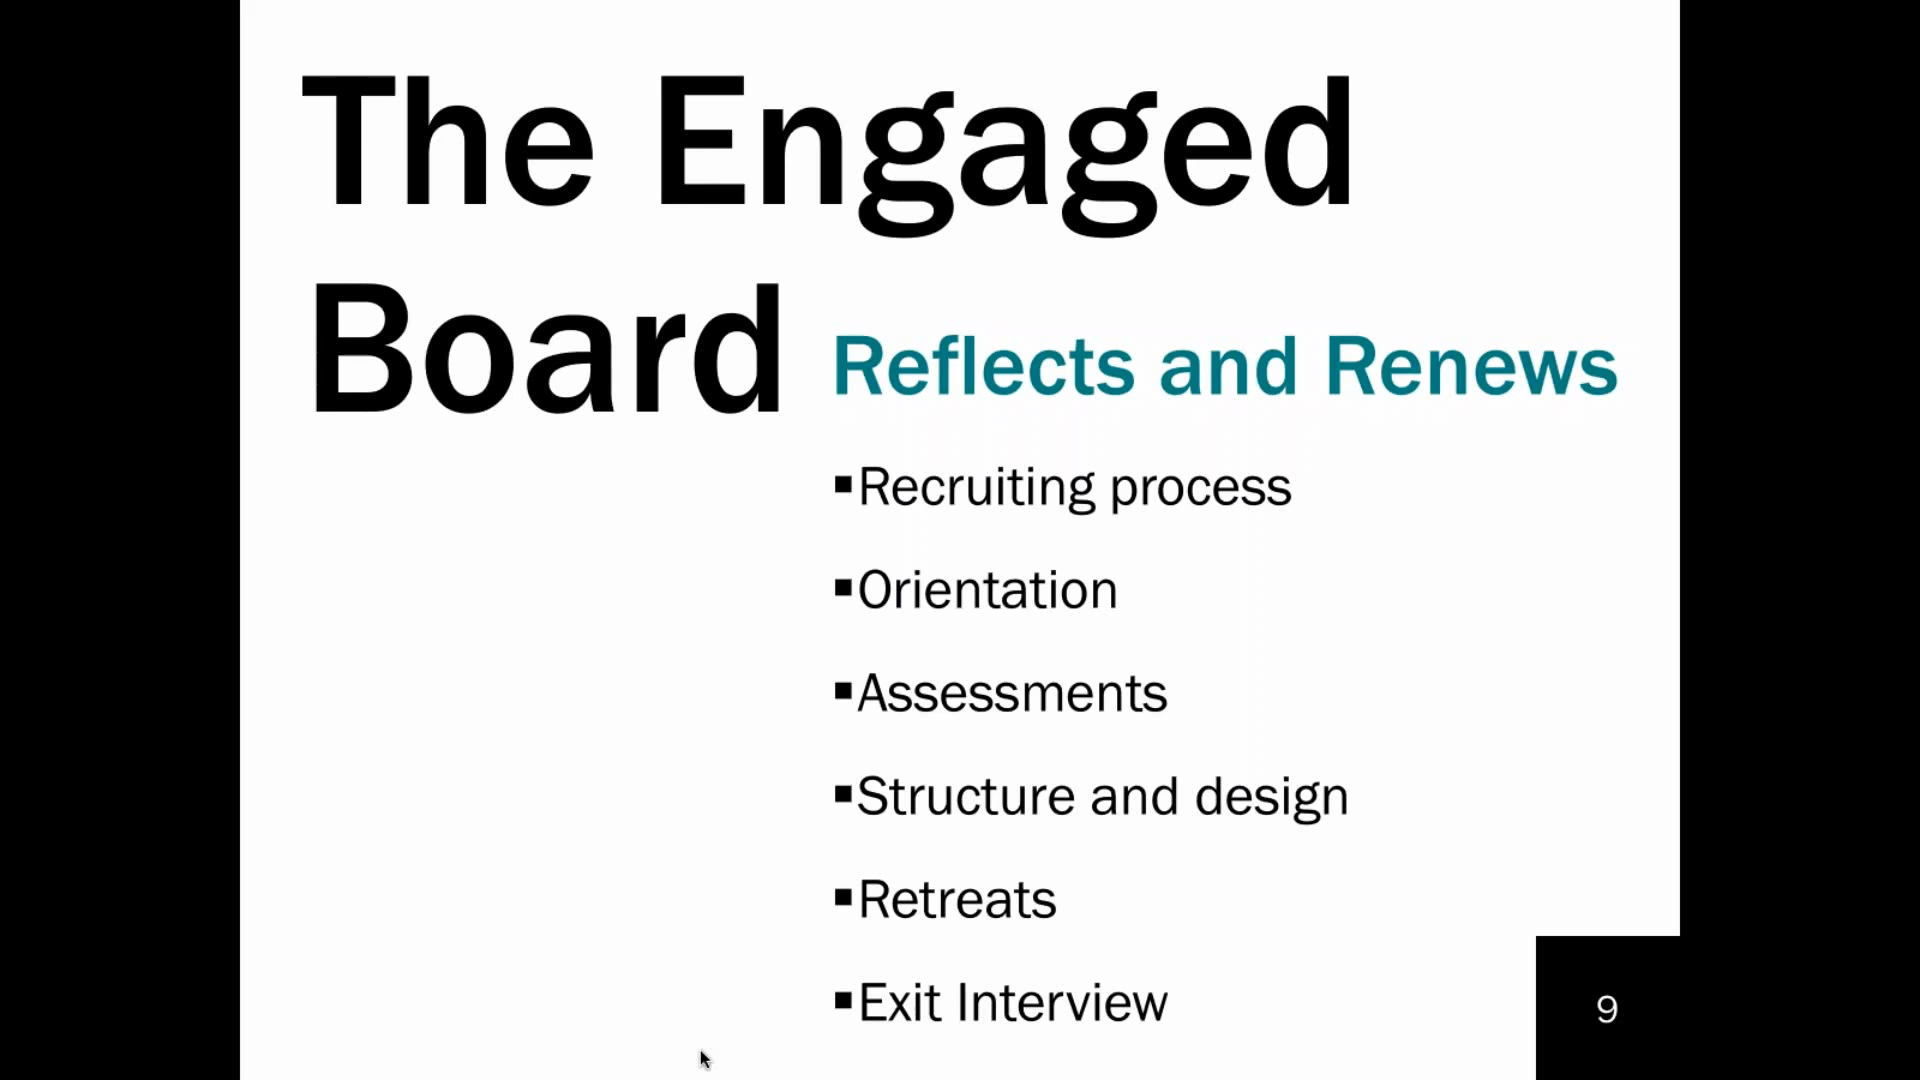 The Engaged
Board
Reflects and Renews
▪Recruiting process
▪Orientation
▪Assessments
▪Structure and design
▪Retreats
▪Exit Interview
9